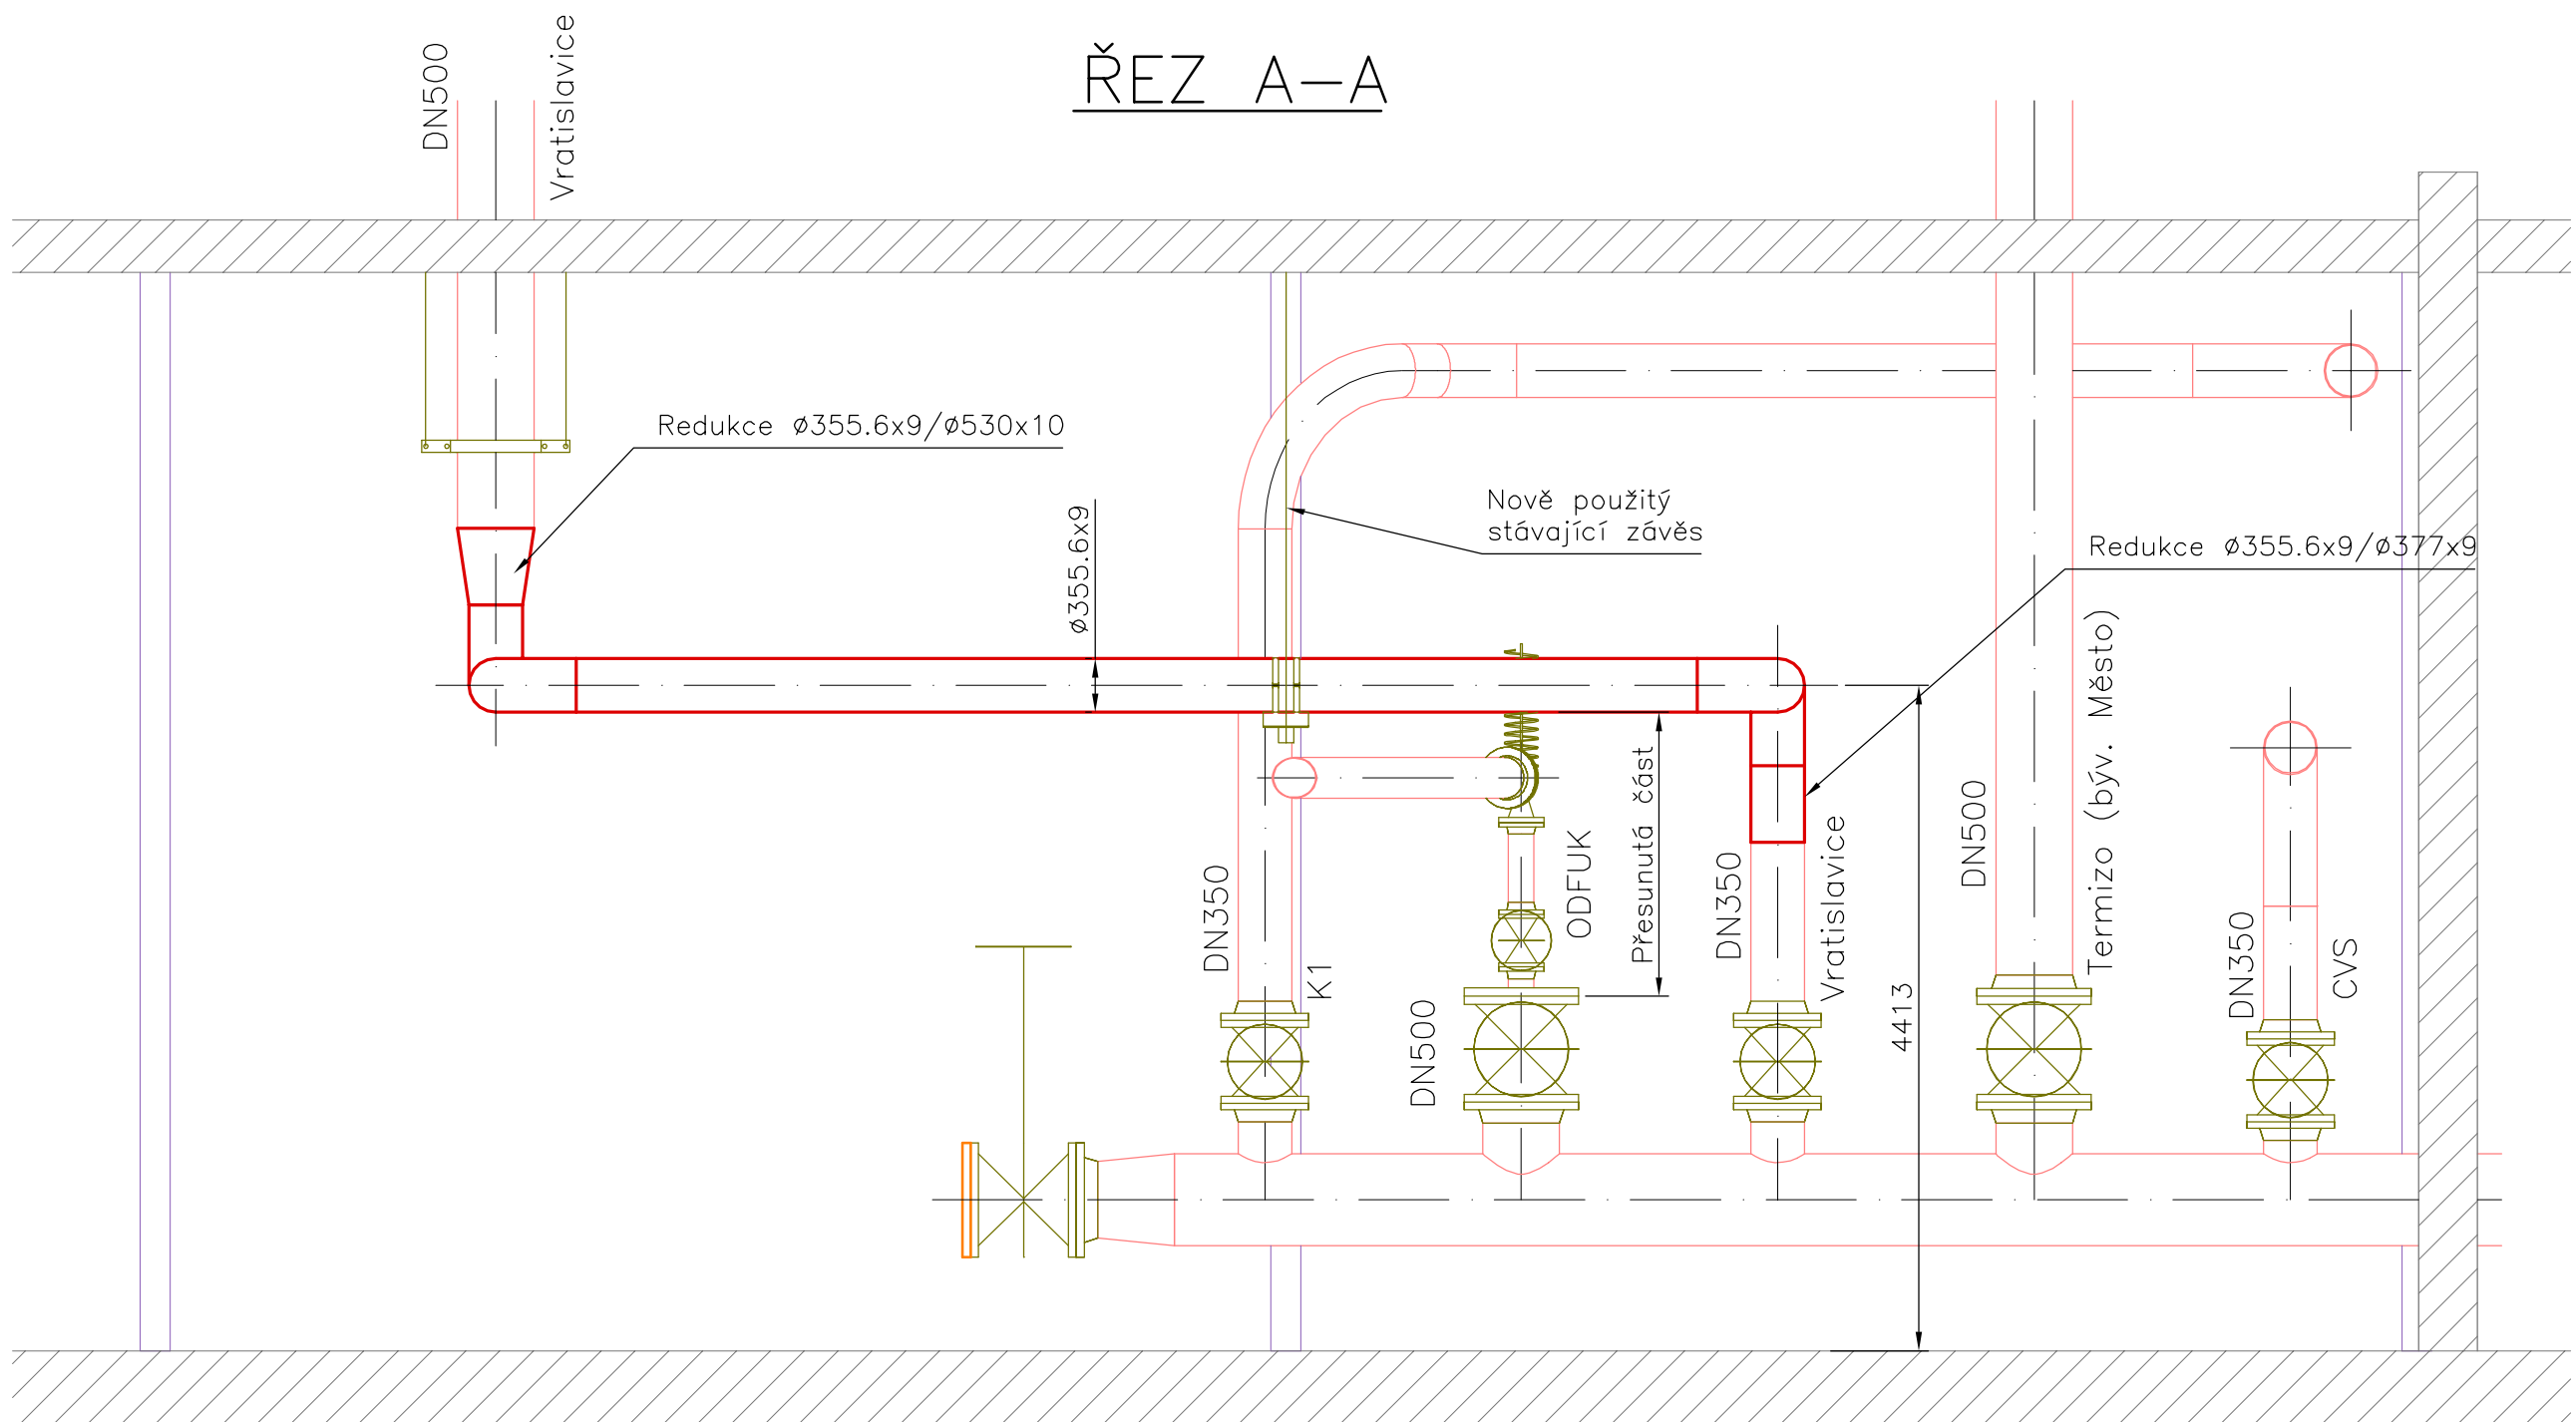 ŘEZ A–A
DN500
Vratislavice
Redukce ø355.6x9/ø530x10
Nově použitý
stávající závěs
ø355.6x9
Redukce ø355.6x9/ø377x9
DN350
K1
DN500
ODFUK
Přesunutá část
DN350
Vratislavice
4413
DN500
Termizo (býv. Město)
DN350
CVS